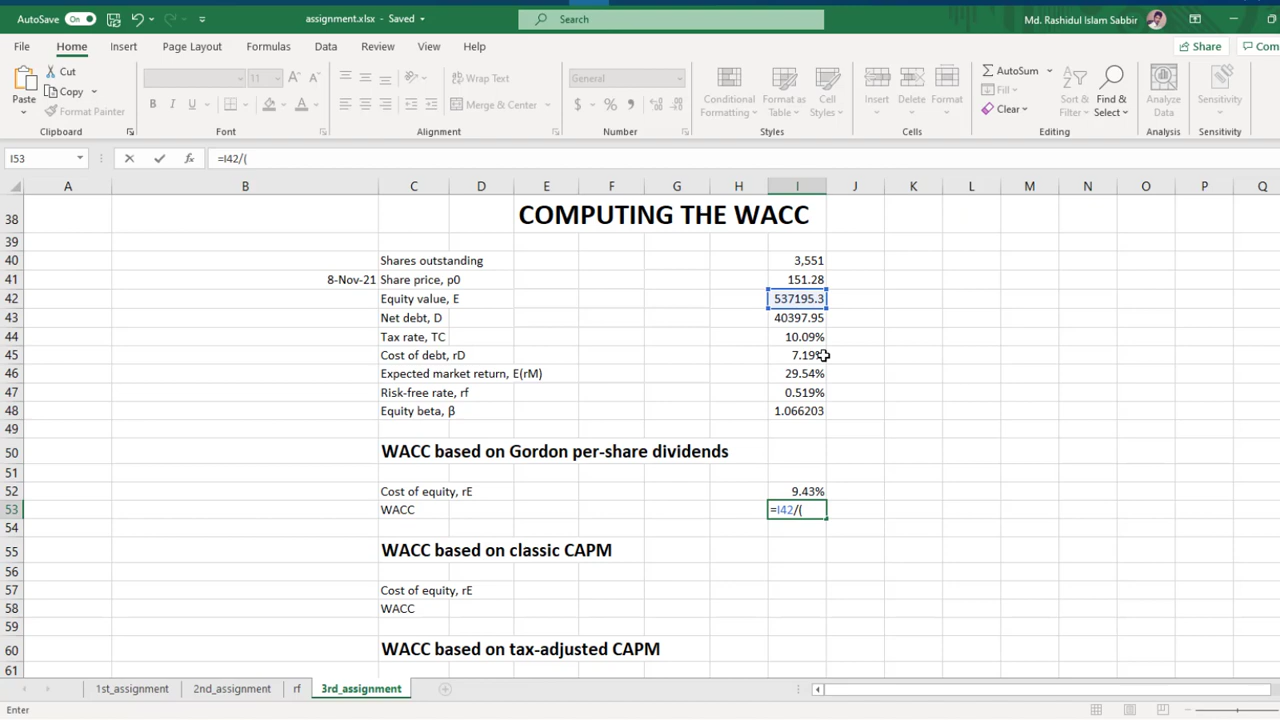 AutoSave On assignment.xlsx - Saved Search Md. Rashidul Islam Sabbir
File Home Insert Page Layout Formulas Data Review View Help Share Com
Paste Cut Copy Format Painter
11 Wrap Text Merge & Center General
Conditional Formatting Format as Table Cell Styles
Insert Delete Format
AutoSum Fill Clear Sort & Filter Find & Select
Analyze Data Sensitivity
Clipboard Font Alignment Number Styles Cells Editing Analysis Sensitivity
I53 fx =I42/(
A B C D E F G H I J K L M N O P Q
38 COMPUTING THE WACC
39
40 Shares outstanding 3,551
41 8-Nov-21 Share price, p0 151.28
42 Equity value, E 537195.3
43 Net debt, D 40397.95
44 Tax rate, TC 10.09%
45 Cost of debt, rD 7.19%
46 Expected market return, E(rM) 29.54%
47 Risk-free rate, rf 0.519%
48 Equity beta, β 1.066203
49
50 WACC based on Gordon per-share dividends
51
52 Cost of equity, rE 9.43%
53 WACC =I42/(
54
55 WACC based on classic CAPM
56
57 Cost of equity, rE
58 WACC
59
60 WACC based on tax-adjusted CAPM
61
1st_assignment 2nd_assignment rf 3rd_assignment
Enter